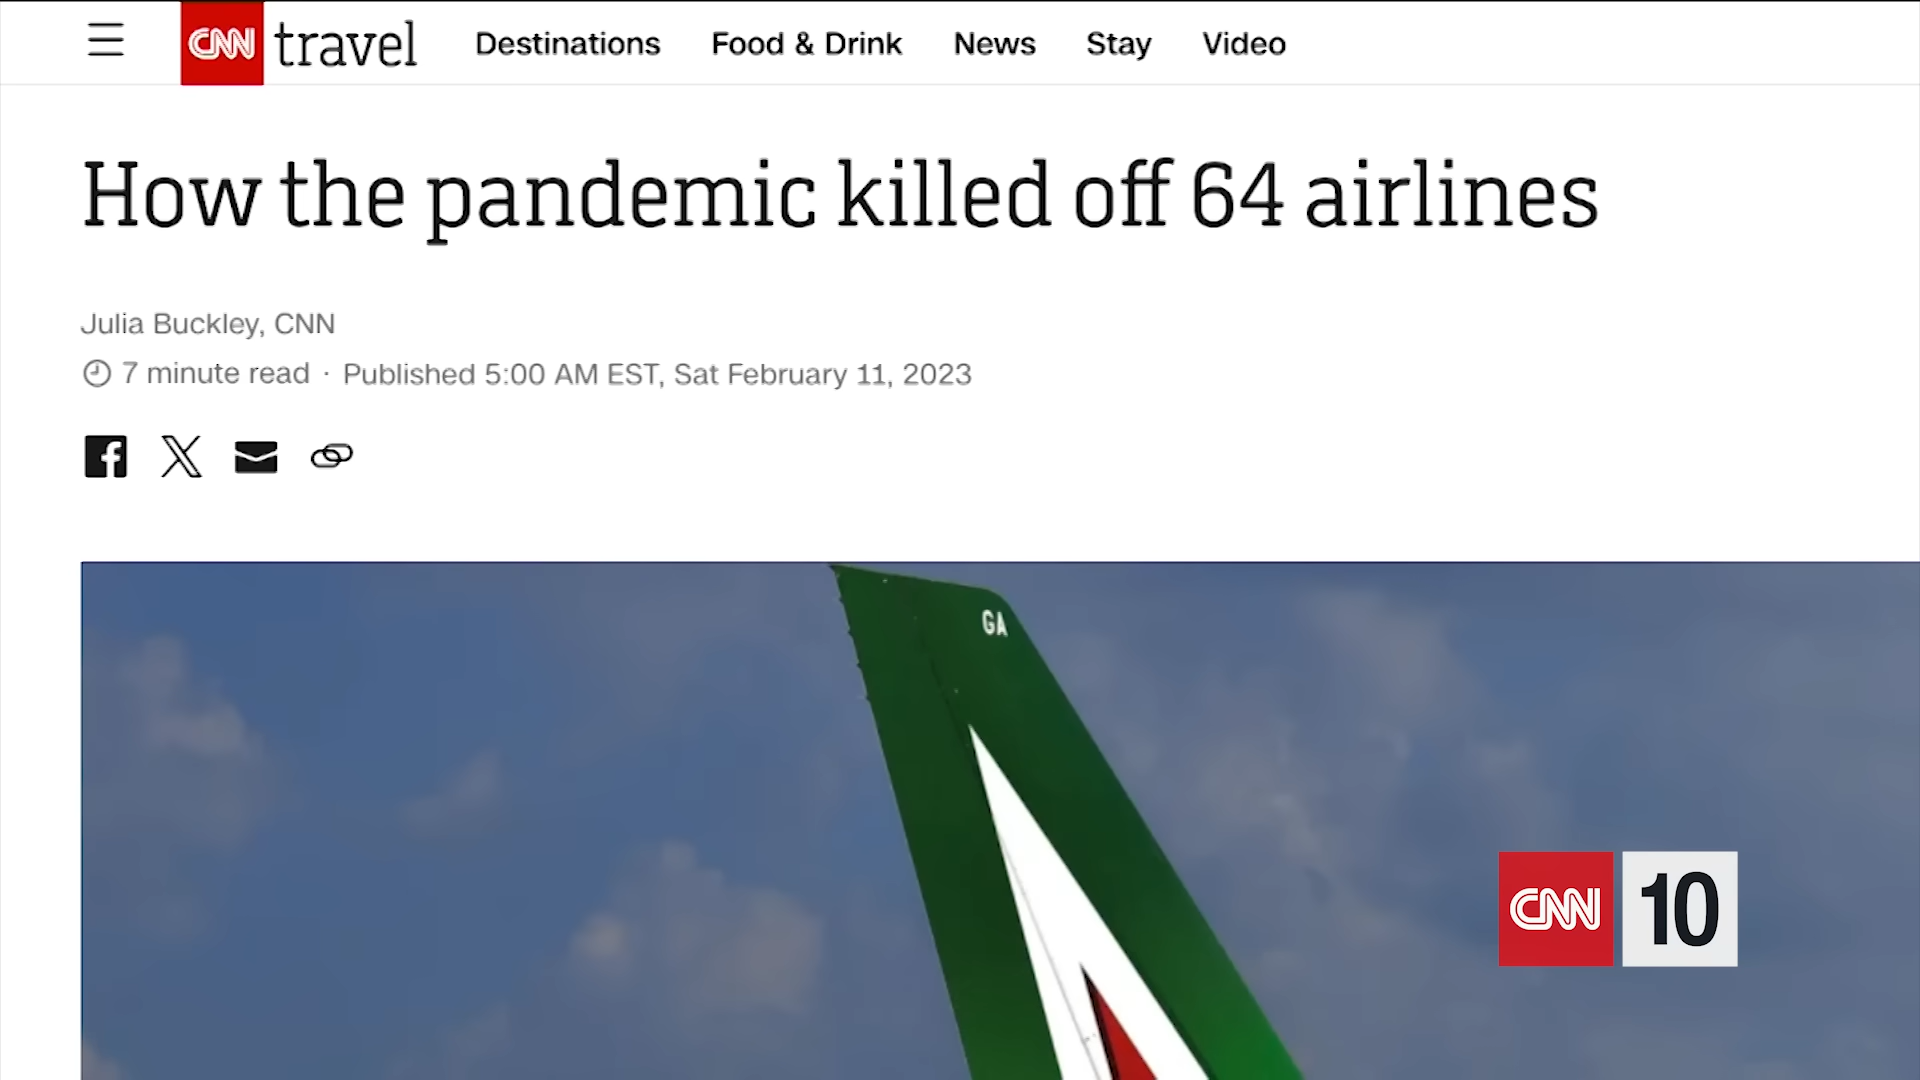 CNN travel Destinations Food & Drink News Stay Video
How the pandemic killed off 64 airlines
Julia Buckley, CNN
7 minute read · Published 5:00 AM EST, Sat February 11, 2023
GA
CNN 10